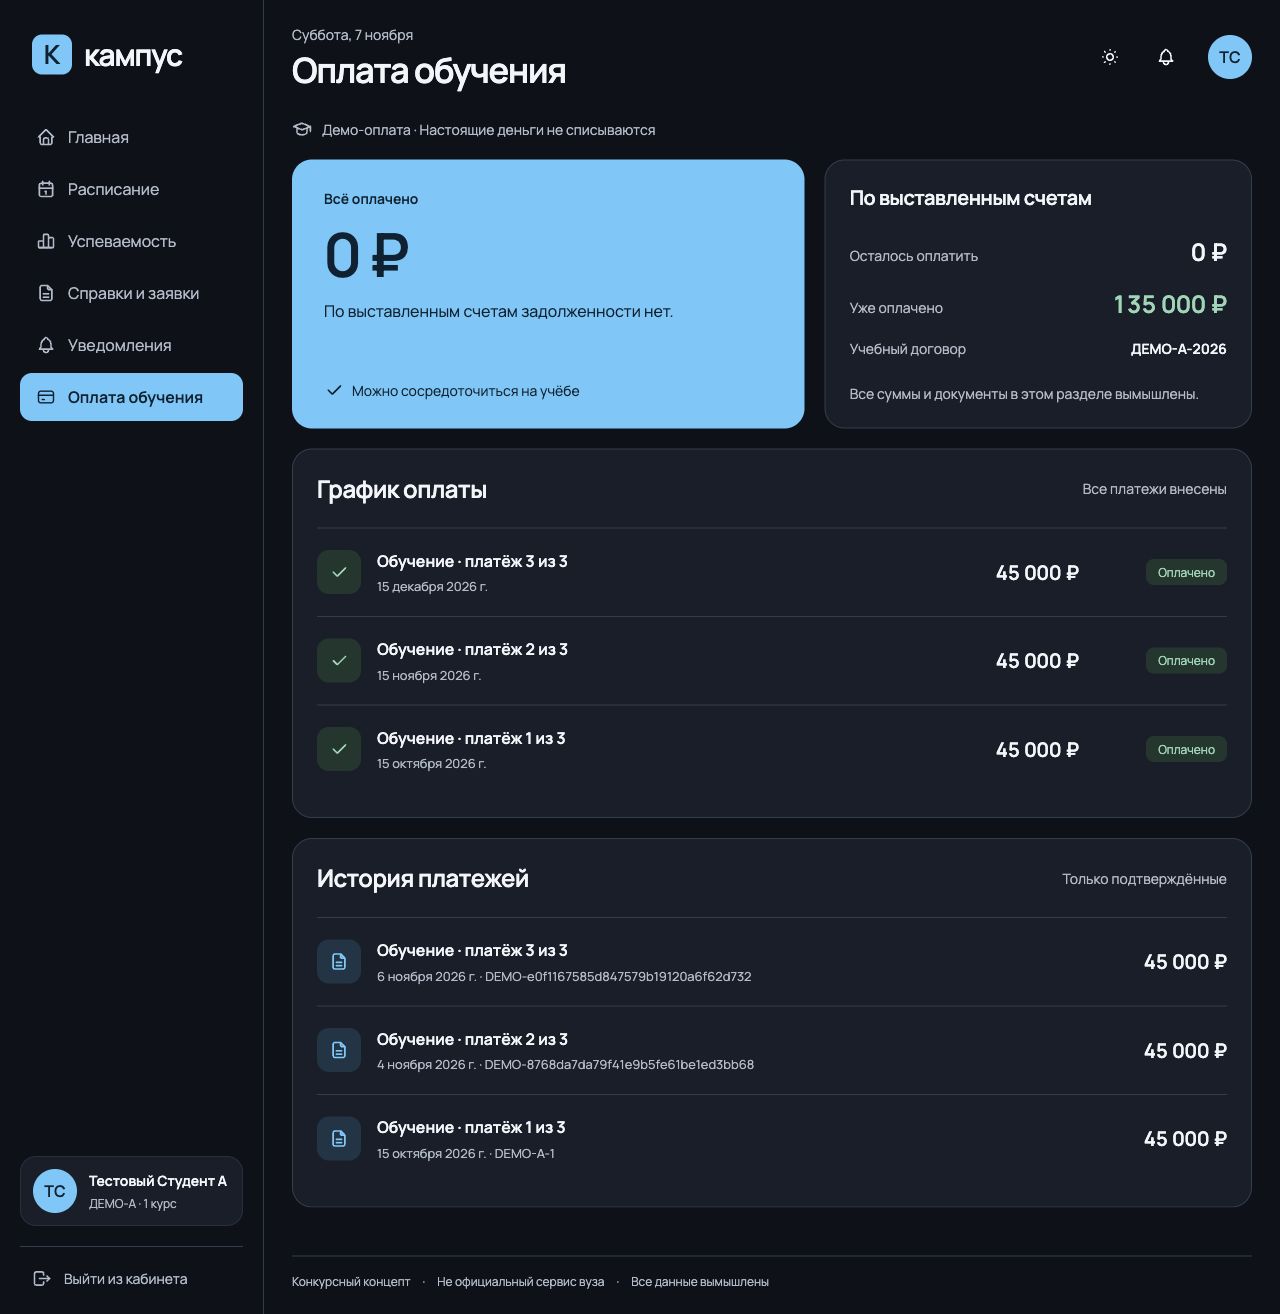 К кампус
Главная
Расписание
Успеваемость
Справки и заявки
Уведомления
Оплата обучения
Тестовый Студент А
ТС
ДЕМО-А · 1 курс
Выйти из кабинета
Суббота, 7 ноября
Оплата обучения
ТС
Демо-оплата · Настоящие деньги не списываются
Всё оплачено
0 ₽
По выставленным счетам задолженности нет.
Можно сосредоточиться на учёбе
По выставленным счетам
Осталось оплатить 0 ₽
Уже оплачено 135 000 ₽
Учебный договор ДЕМО-А-2026
Все суммы и документы в этом разделе вымышлены.
График оплаты Все платежи внесены
Обучение · платёж 3 из 3
15 декабря 2026 г.
45 000 ₽ Оплачено
Обучение · платёж 2 из 3
15 ноября 2026 г.
45 000 ₽ Оплачено
Обучение · платёж 1 из 3
15 октября 2026 г.
45 000 ₽ Оплачено
История платежей Только подтверждённые
Обучение · платёж 3 из 3
6 ноября 2026 г. · DEMO-e0f1167585d847579b19120a6f62d732
45 000 ₽
Обучение · платёж 2 из 3
4 ноября 2026 г. · DEMO-8768da7da79f41e9b5fe61be1ed3bb68
45 000 ₽
Обучение · платёж 1 из 3
15 октября 2026 г. · DEMO-A-1
45 000 ₽
Конкурсный концепт · Не официальный сервис вуза · Все данные вымышлены